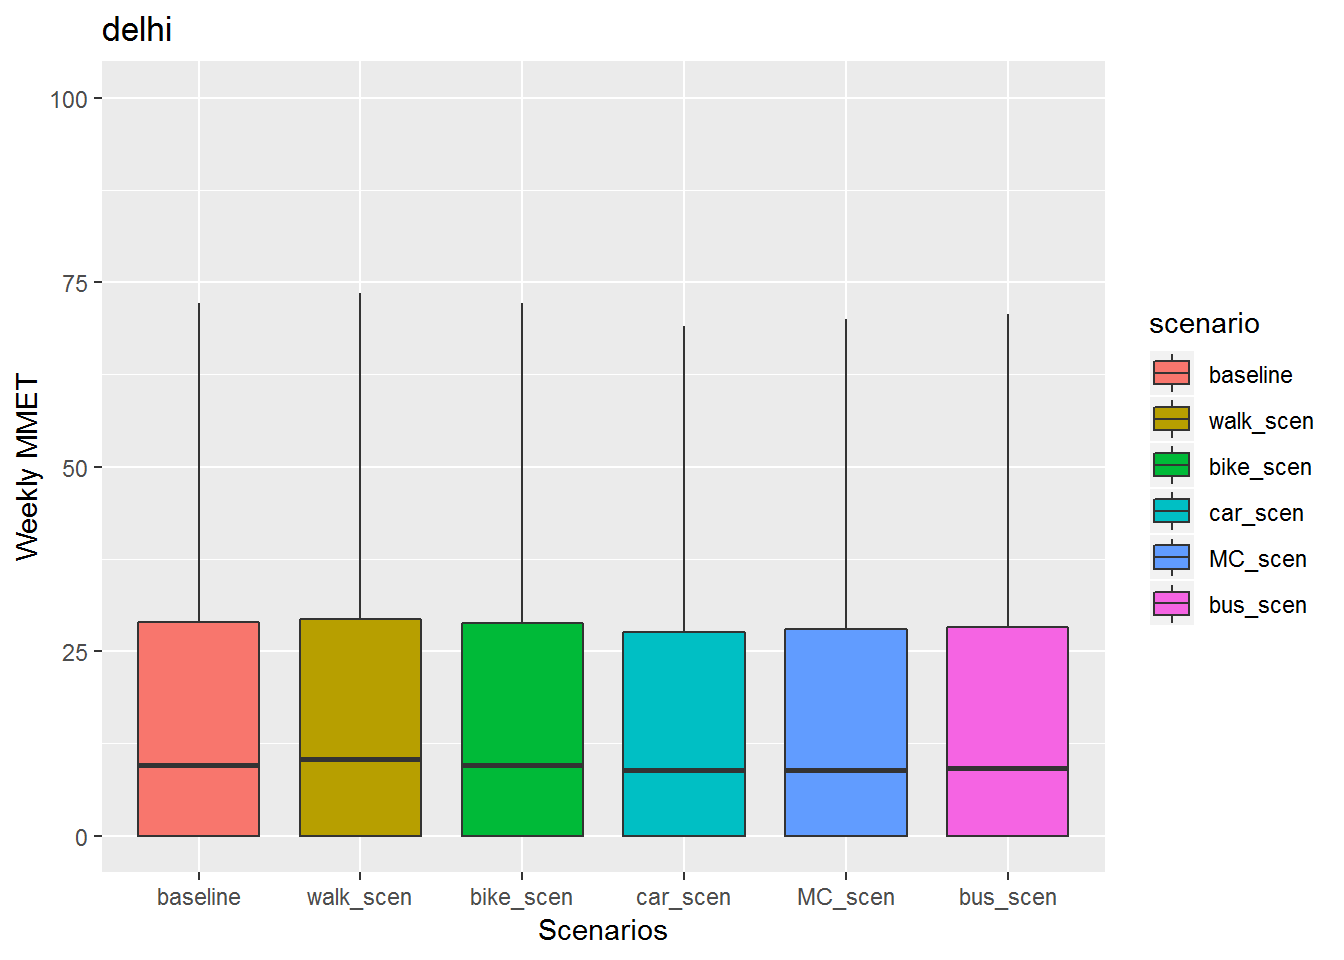 delhi
100
75
50
25
0
Weekly MMET
baseline
walk_scen
bike_scen
car_scen
MC_scen
bus_scen
Scenarios
scenario
baseline
walk_scen
bike_scen
car_scen
MC_scen
bus_scen